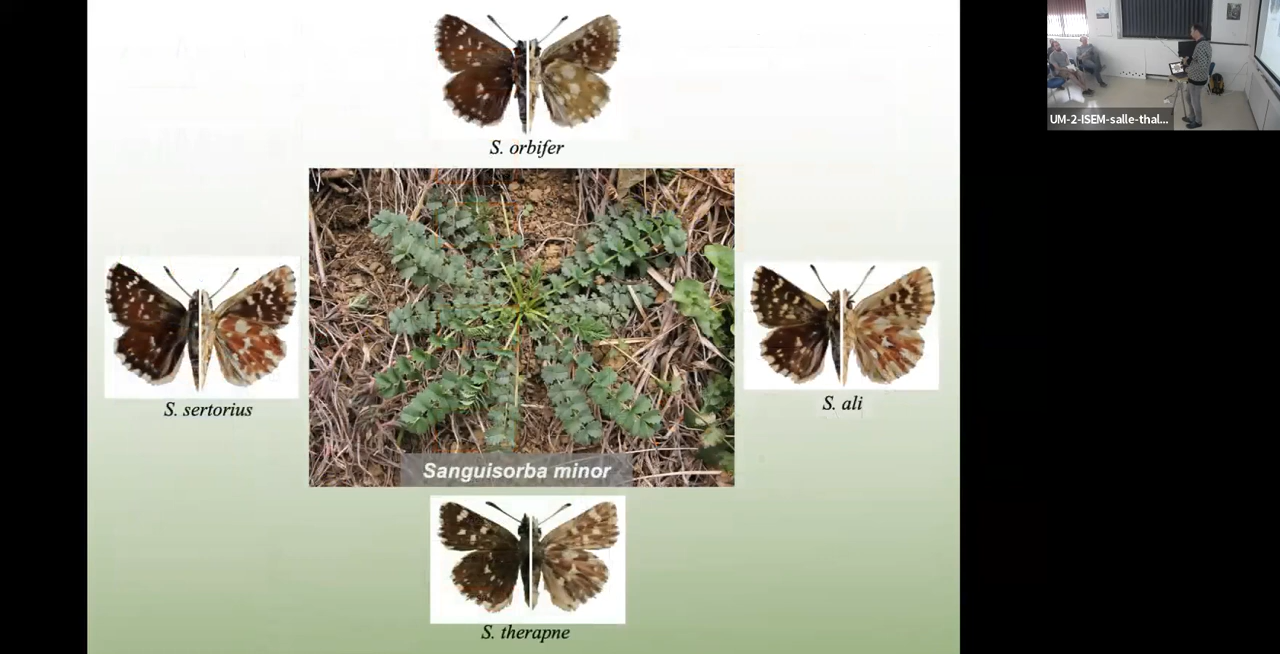 UM-2-ISEM-salle-thal...
S. orbifer
S. sertorius
S. ali
Sanguisorba minor
S. therapne